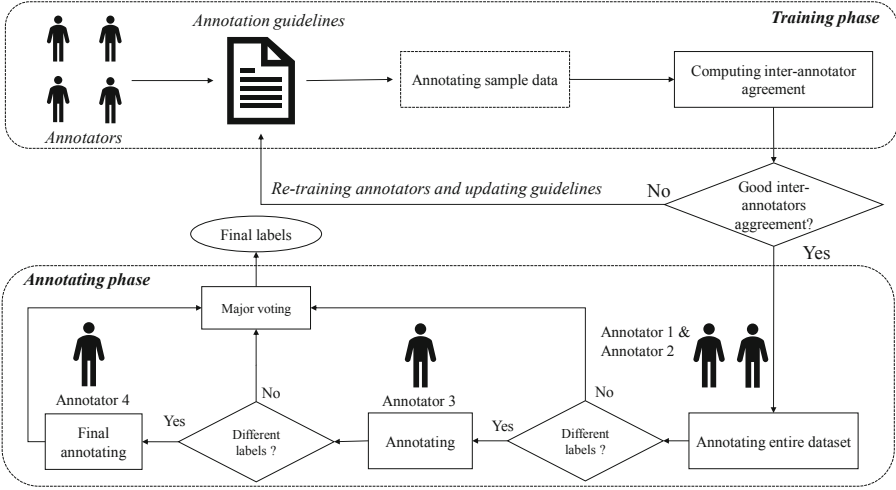 Training phase
Annotation guidelines
Annotators
Annotating sample data
Computing inter-annotator
agreement
Good inter-
annotators
aggreement?
No
Re-training annotators and updating guidelines
Yes
Final labels
Annotating phase
Major voting
Annotator 1 &
Annotator 2
Annotating entire dataset
Different
labels ?
No
Yes
Annotator 3
Annotating
Different
labels ?
No
Yes
Annotator 4
Final
annotating